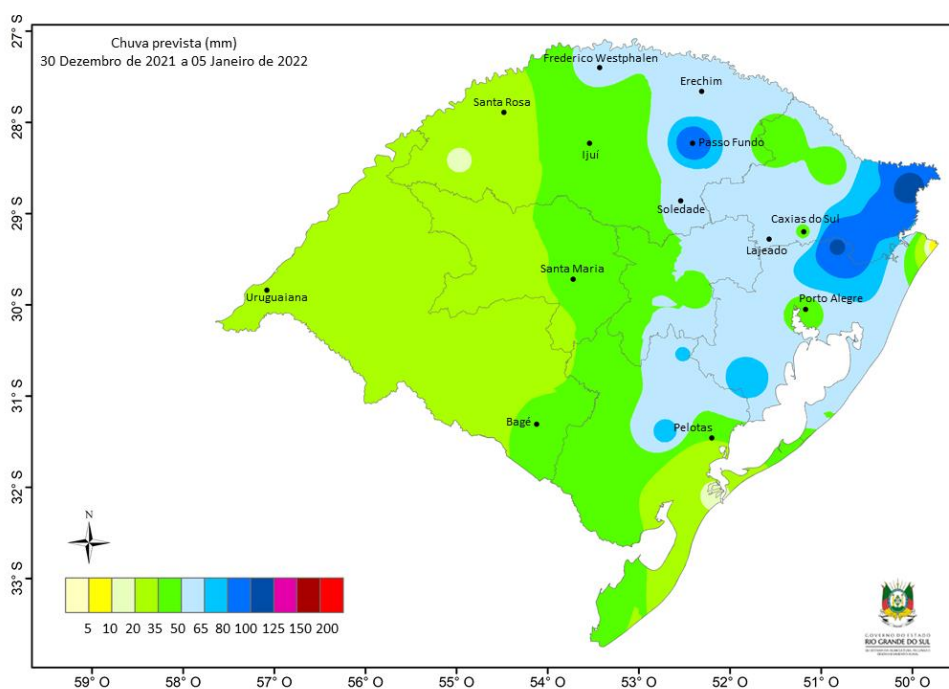 Chuva prevista (mm)
30 Dezembro de 2021 a 05 Janeiro de 2022
27° S
28° S
29° S
30° S
31° S
32° S
33° S
Frederico Westphalen
Erechim
Santa Rosa
Ijuí
Passo Fundo
Soledade
Caxias do Sul
Lajeado
Santa Maria
Uruguaiana
Porto Alegre
Bagé
Pelotas
N
5 10 20 35 50 65 80 100 125 150 200
GOVERNO DO ESTADO
RIO GRANDE DO SUL
59° O 58° O 57° O 56° O 55° O 54° O 53° O 52° O 51° O 50° O